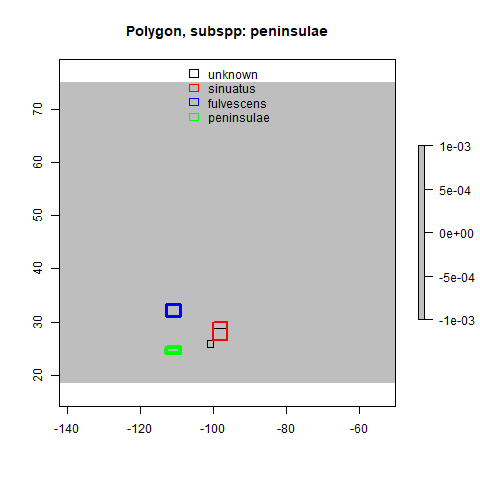 Polygon, subspp: peninsulae
unknown
sinuatus
fulvescens
peninsulae
70
60
50
40
30
20
-140
-120
-100
-80
-60
1e-03
5e-04
0e+00
-5e-04
-1e-03